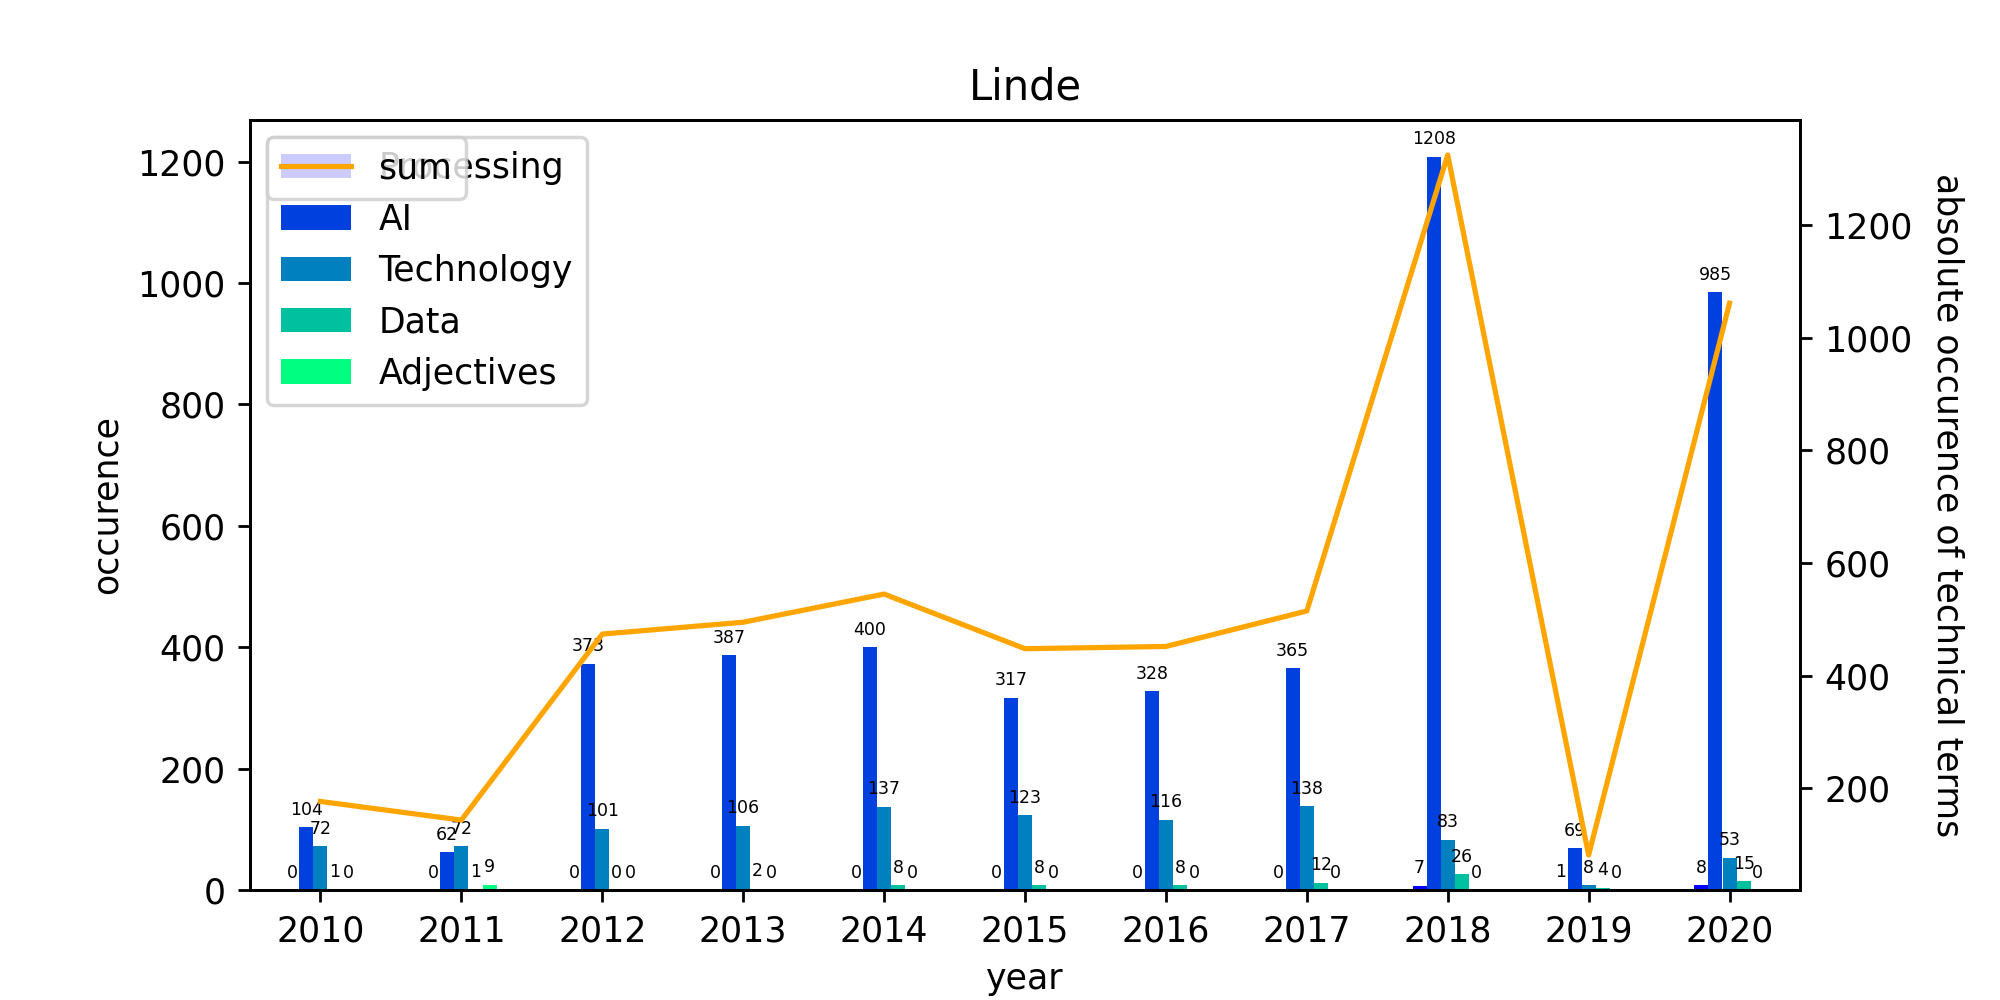 Linde
sum
Processing
AI
Technology
Data
Adjectives
occurence
1200
1000
800
600
400
200
0
absolute occurence of technical terms
1200
1000
800
600
400
200
0 104 72 1 0
0 62 72 1 9
0 373 101 0 0
0 387 106 2 0
0 400 137 8 0
0 317 123 8 0
0 328 116 8 0
0 365 138 12 0
7 1208 83 26 0
1 69 8 4 0
8 985 53 15 0
2010 2011 2012 2013 2014 2015 2016 2017 2018 2019 2020
year